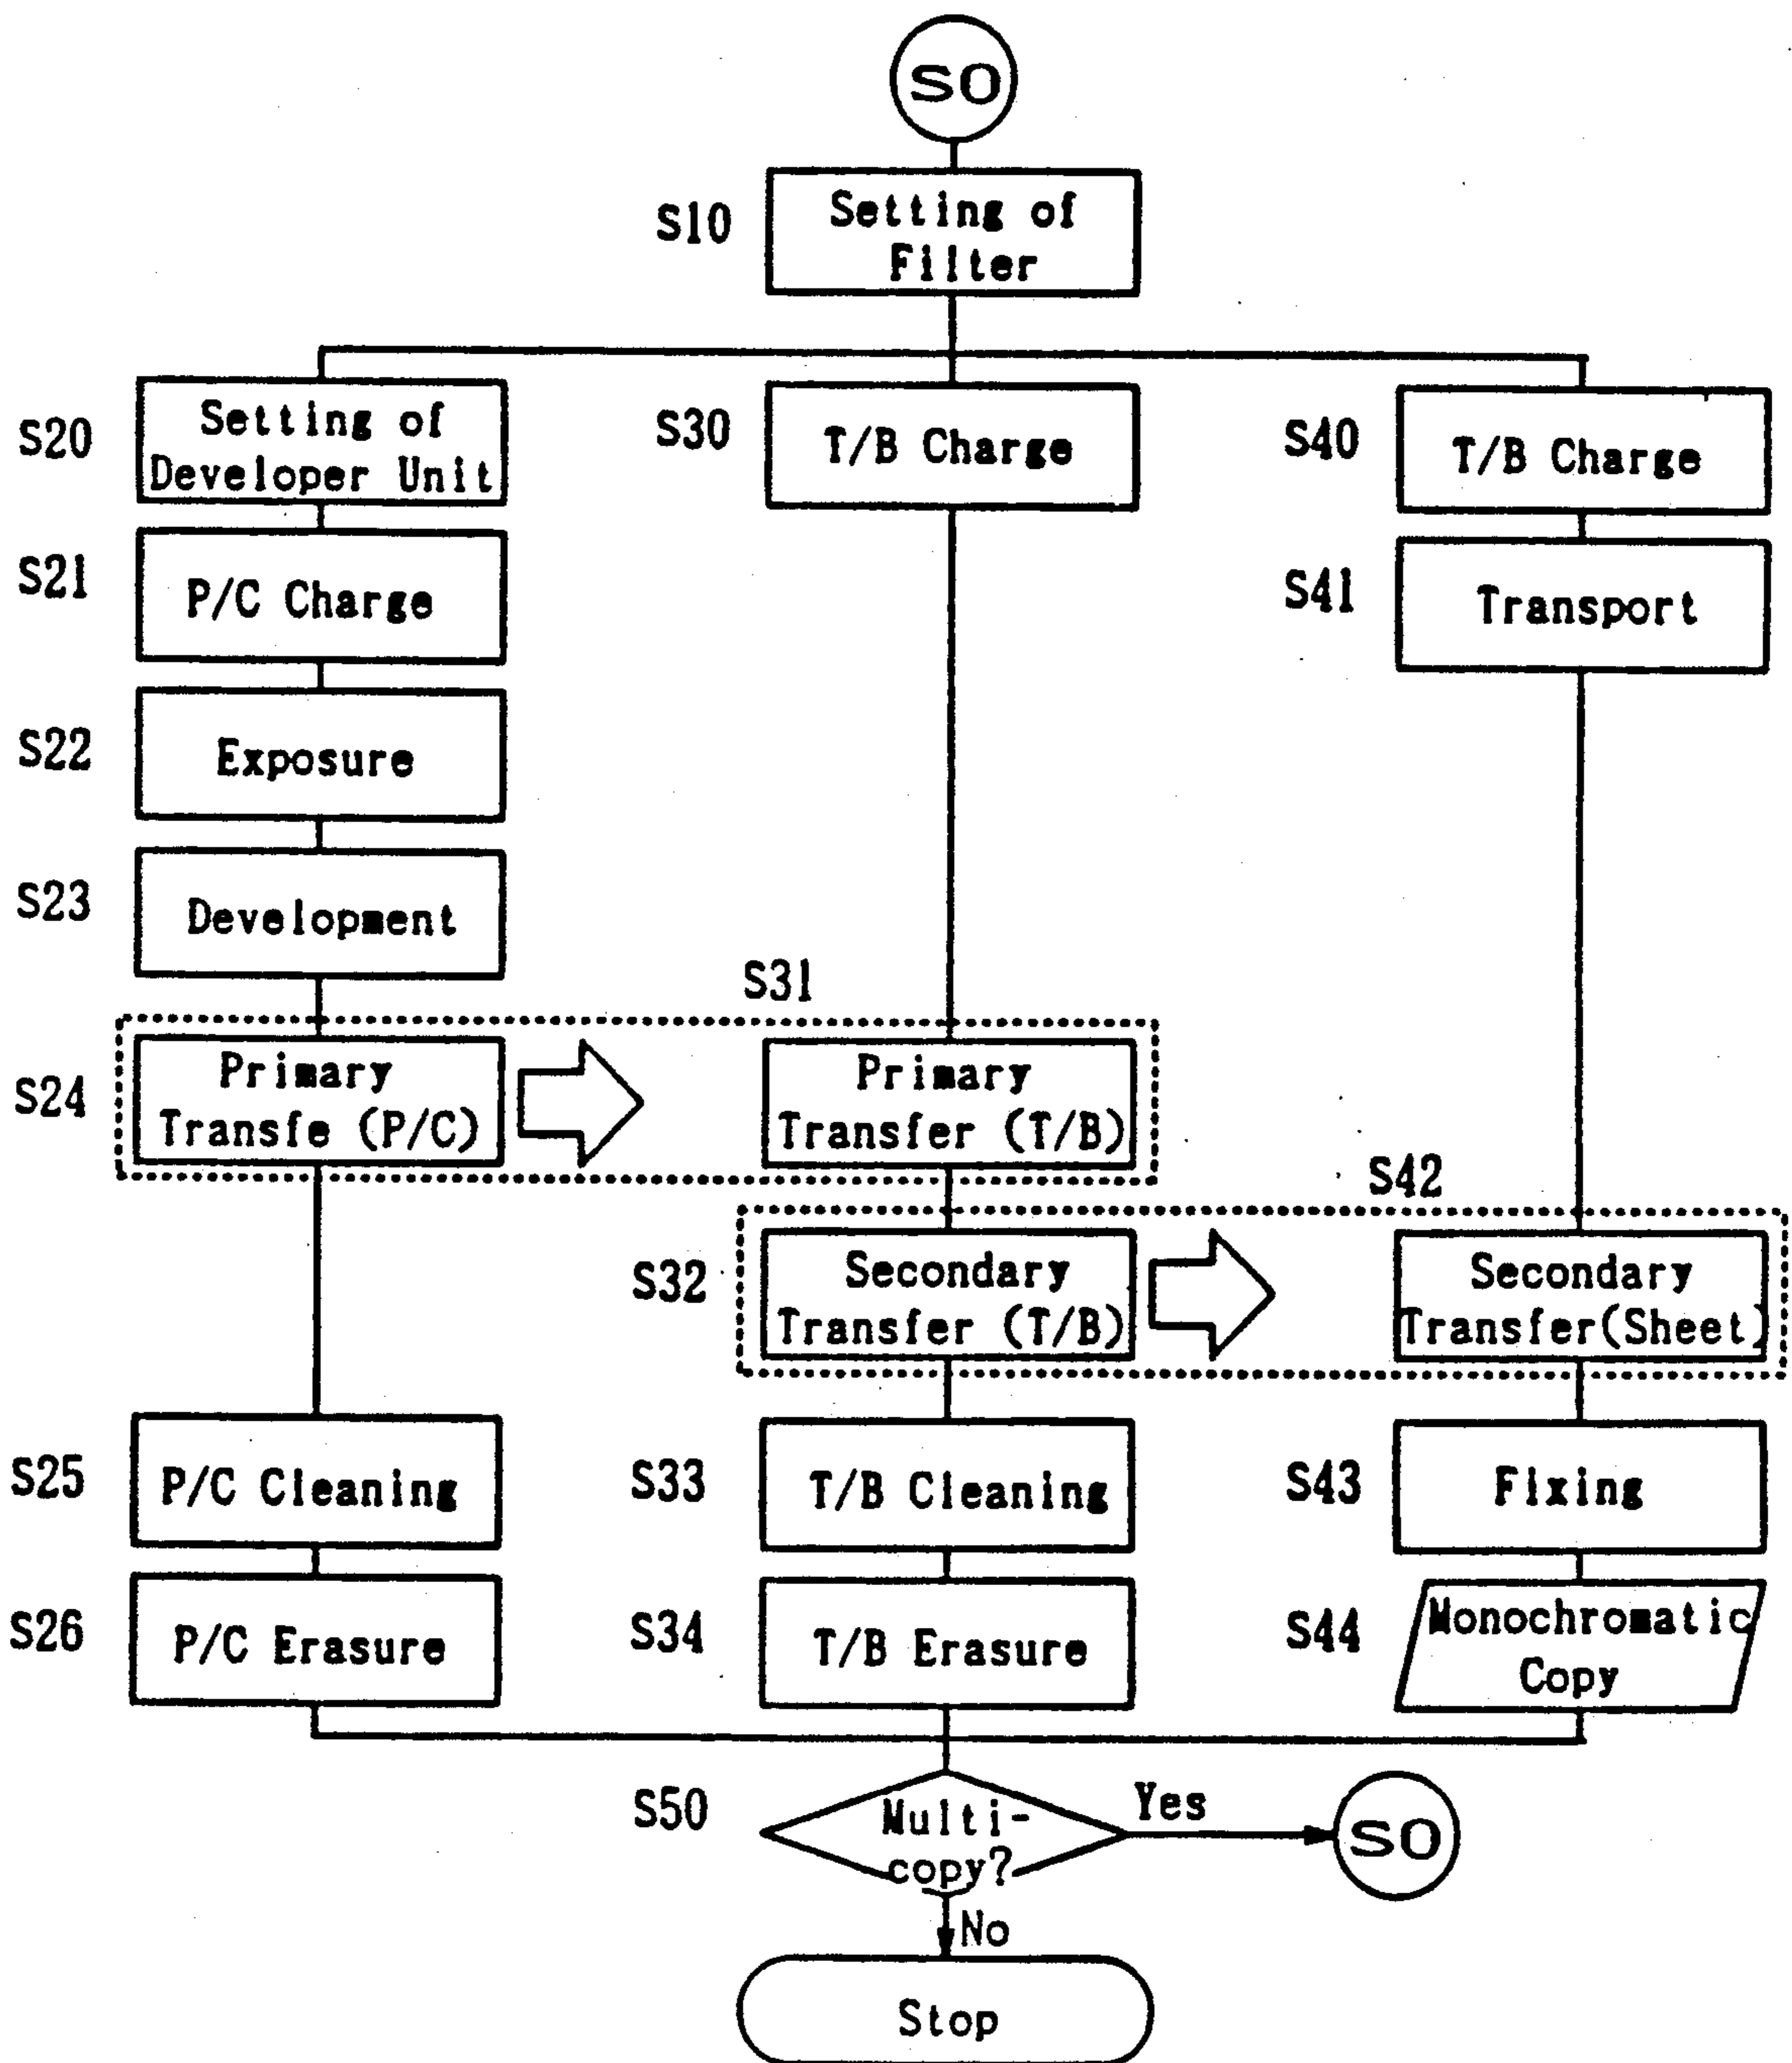 S0
S10
Setting of
Filter
S20
Setting of
Developer Unit
S30
T/B Charge
S40
T/B Charge
S21
P/C Charge
S41
Transport
S22
Exposure
S23
Development
S31
S24
Primary
Transfe (P/C)
Primary
Transfer (T/B)
S42
S32
Secondary
Transfer (T/B)
Secondary
Transfer(Sheet)
S25
P/C Cleaning
S33
T/B Cleaning
S43
Fixing
S26
P/C Erasure
S34
T/B Erasure
S44
Monochromatic
Copy
S50
Multi-
copy?
Yes
S0
No
Stop